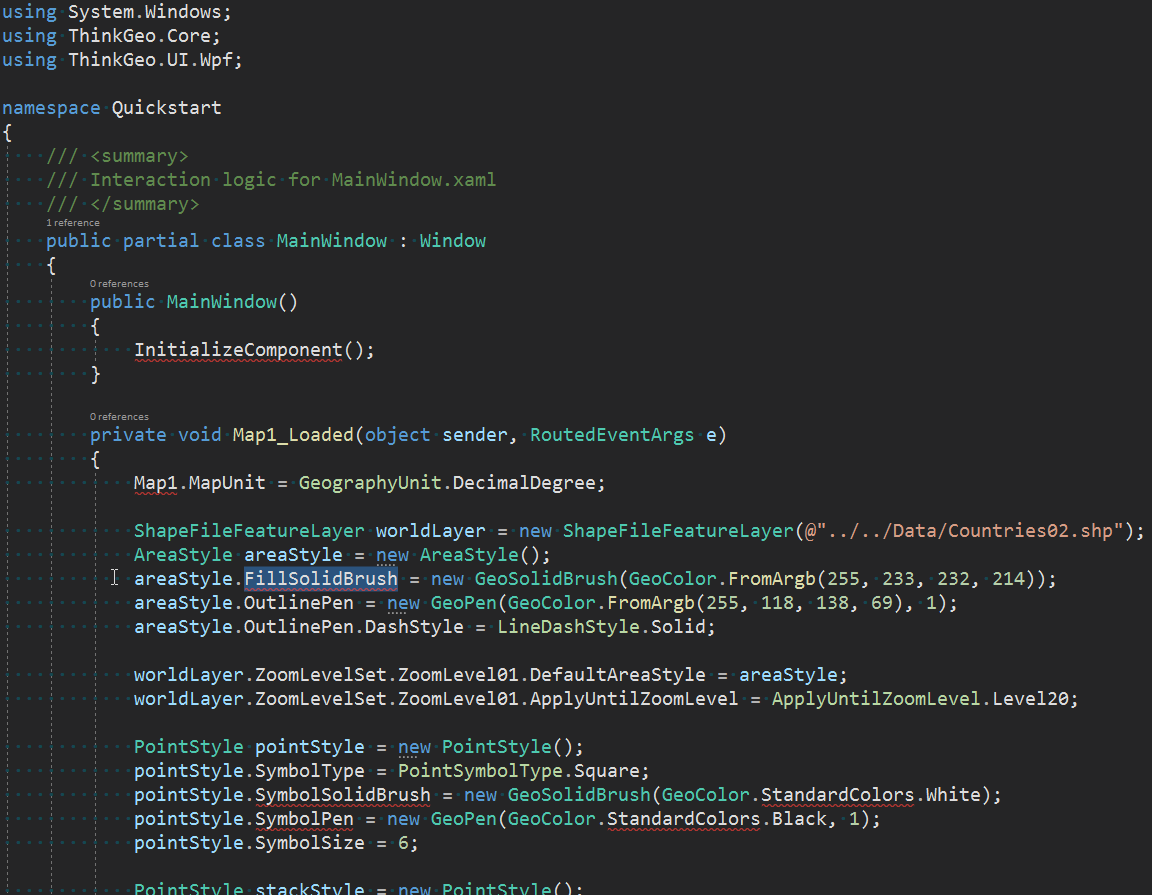 using System.Windows;
using ThinkGeo.Core;
using ThinkGeo.UI.Wpf;
namespace Quickstart
{
/// <summary>
/// Interaction logic for MainWindow.xaml
/// </summary>
1 reference
public partial class MainWindow : Window
{
0 references
public MainWindow()
{
InitializeComponent();
}
0 references
private void Map1_Loaded(object sender, RoutedEventArgs e)
{
Map1.MapUnit = GeographyUnit.DecimalDegree;
ShapeFileFeatureLayer worldLayer = new ShapeFileFeatureLayer(@"../../Data/Countries02.shp");
AreaStyle areaStyle = new AreaStyle();
areaStyle.FillSolidBrush = new GeoSolidBrush(GeoColor.FromArgb(255, 233, 232, 214));
areaStyle.OutlinePen = new GeoPen(GeoColor.FromArgb(255, 118, 138, 69), 1);
areaStyle.OutlinePen.DashStyle = LineDashStyle.Solid;
worldLayer.ZoomLevelSet.ZoomLevel01.DefaultAreaStyle = areaStyle;
worldLayer.ZoomLevelSet.ZoomLevel01.ApplyUntilZoomLevel = ApplyUntilZoomLevel.Level20;
PointStyle pointStyle = new PointStyle();
pointStyle.SymbolType = PointSymbolType.Square;
pointStyle.SymbolSolidBrush = new GeoSolidBrush(GeoColor.StandardColors.White);
pointStyle.SymbolPen = new GeoPen(GeoColor.StandardColors.Black, 1);
pointStyle.SymbolSize = 6;
PointStyle stackStyle = new PointStyle();